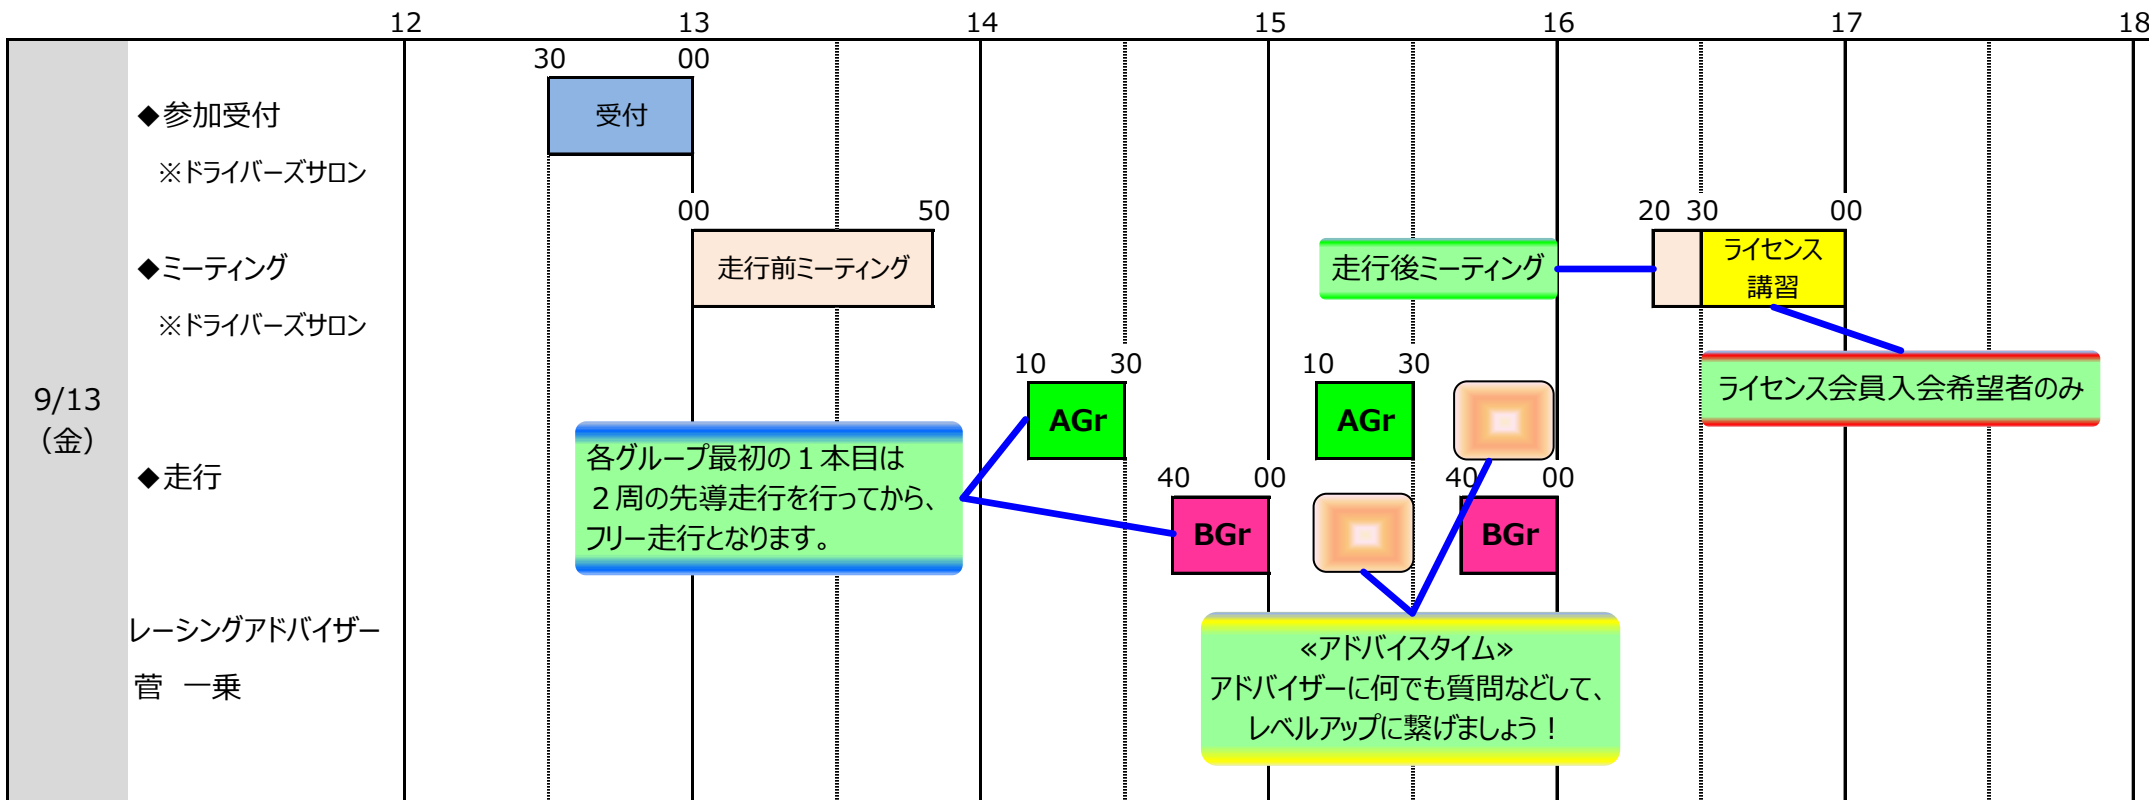 12 13 14 15 16 17 18
30 00
◆参加受付
受付
※ドライバーズサロン
00 50 20 30 00
◆ミーティング
走行前ミーティング
走行後ミーティング
ライセンス
講習
※ドライバーズサロン
ライセンス会員入会希望者のみ
9/13
（金）
◆走行
10 30 10 30
AGr AGr
各グループ最初の１本目は
２周の先導走行を行ってから、
フリー走行となります。
40 00 40 00
BGr BGr
レーシングアドバイザー
菅　一乗
«アドバイスタイム»
アドバイザーに何でも質問などして、
レベルアップに繋げましょう！